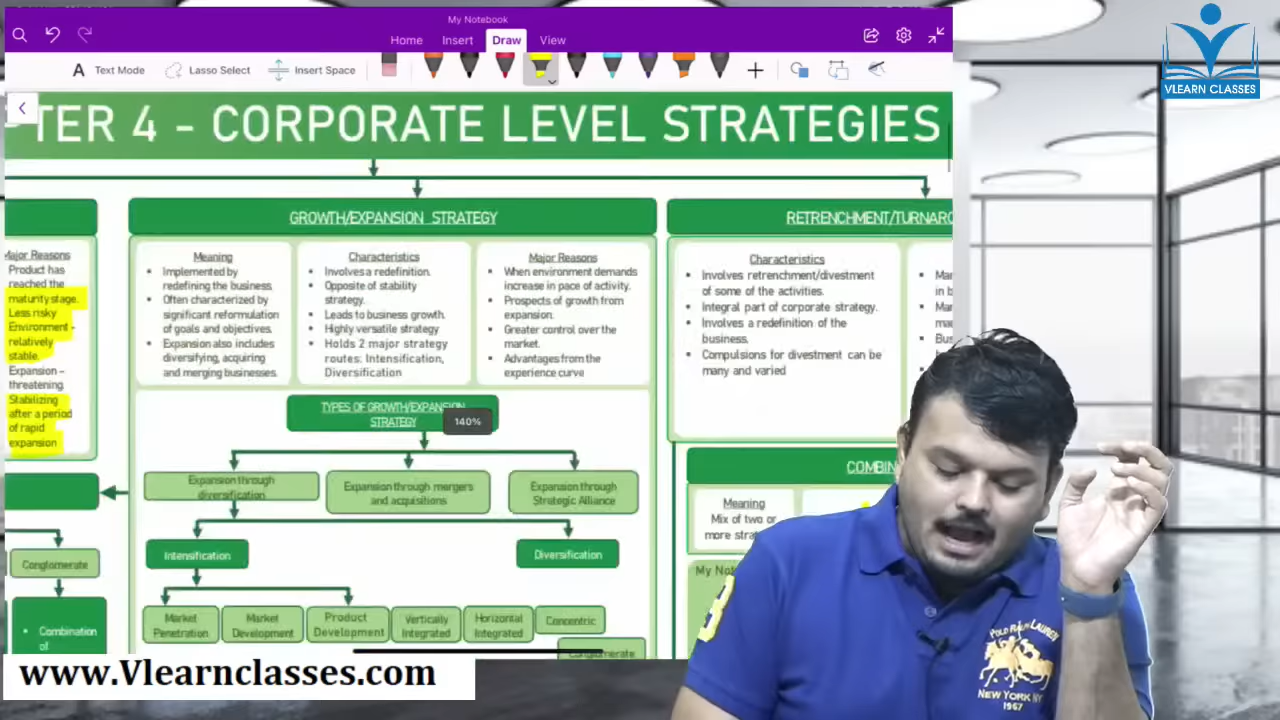 My Notebook
Home
Insert
Draw
View
Text Mode
Lasso Select
Insert Space
TER 4 - CORPORATE LEVEL STRATEGIES
Major Reasons
Product has
reached the
maturity stage.
Less risky
Environment -
relatively
stable.
Expansion -
threatening.
Stabilizing
after a period
of rapid
expansion
Conglomerate
• Combination
of
GROWTH/EXPANSION STRATEGY
Meaning
• Implemented by
redefining the business.
• Often characterized by
significant reformulation
of goals and objectives.
• Expansion also includes
diversifying, acquiring
and merging businesses.
Characteristics
• Involves a redefinition.
• Opposite of stability
strategy.
• Leads to business growth.
• Highly versatile strategy
• Holds 2 major strategy
routes: Intensification,
Diversification
Major Reasons
• When environment demands
increase in pace of activity.
• Prospects of growth from
expansion.
• Greater control over the
market.
• Advantages from the
experience curve
TYPES OF GROWTH/EXPANSION
STRATEGY
140%
Expansion through
diversification
Expansion through mergers
and acquisitions
Expansion through
Strategic Alliance
Intensification
Diversification
Market
Penetration
Market
Development
Product
Development
Vertically
Integrated
Horizontal
Integrated
Concentric
Conglomerate
RETRENCHMENT/TURNARO
Characteristics
• Involves retrenchment/divestment
of some of the activities.
• Integral part of corporate strategy.
• Involves a redefinition of the
business.
• Compulsions for divestment can be
many and varied
• Mar
in b
• Mar
ma
• Bus
COMBIN
Meaning
Mix of two or
more strat
My Not
VLEARN CLASSES
3
POLO RALPH LAUREN
NEW YORK NY
1967
www.Vlearnclasses.com